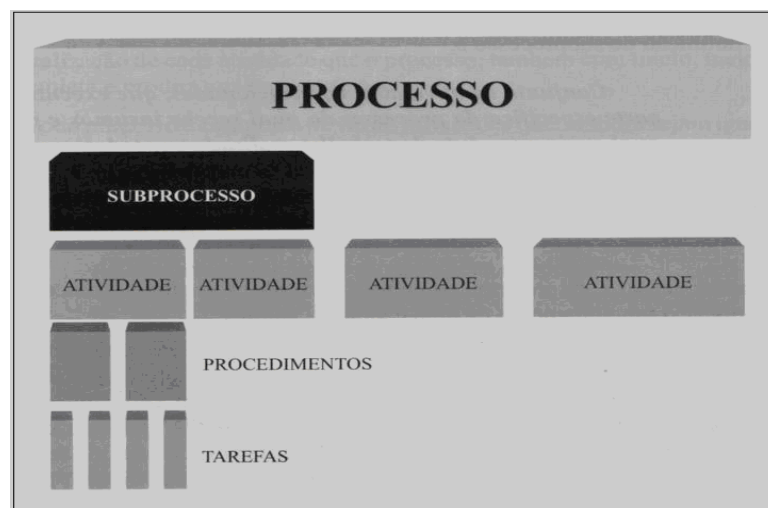 PROCESSO
SUBPROCESSO
ATIVIDADE ATIVIDADE ATIVIDADE ATIVIDADE
PROCEDIMENTOS
TAREFAS